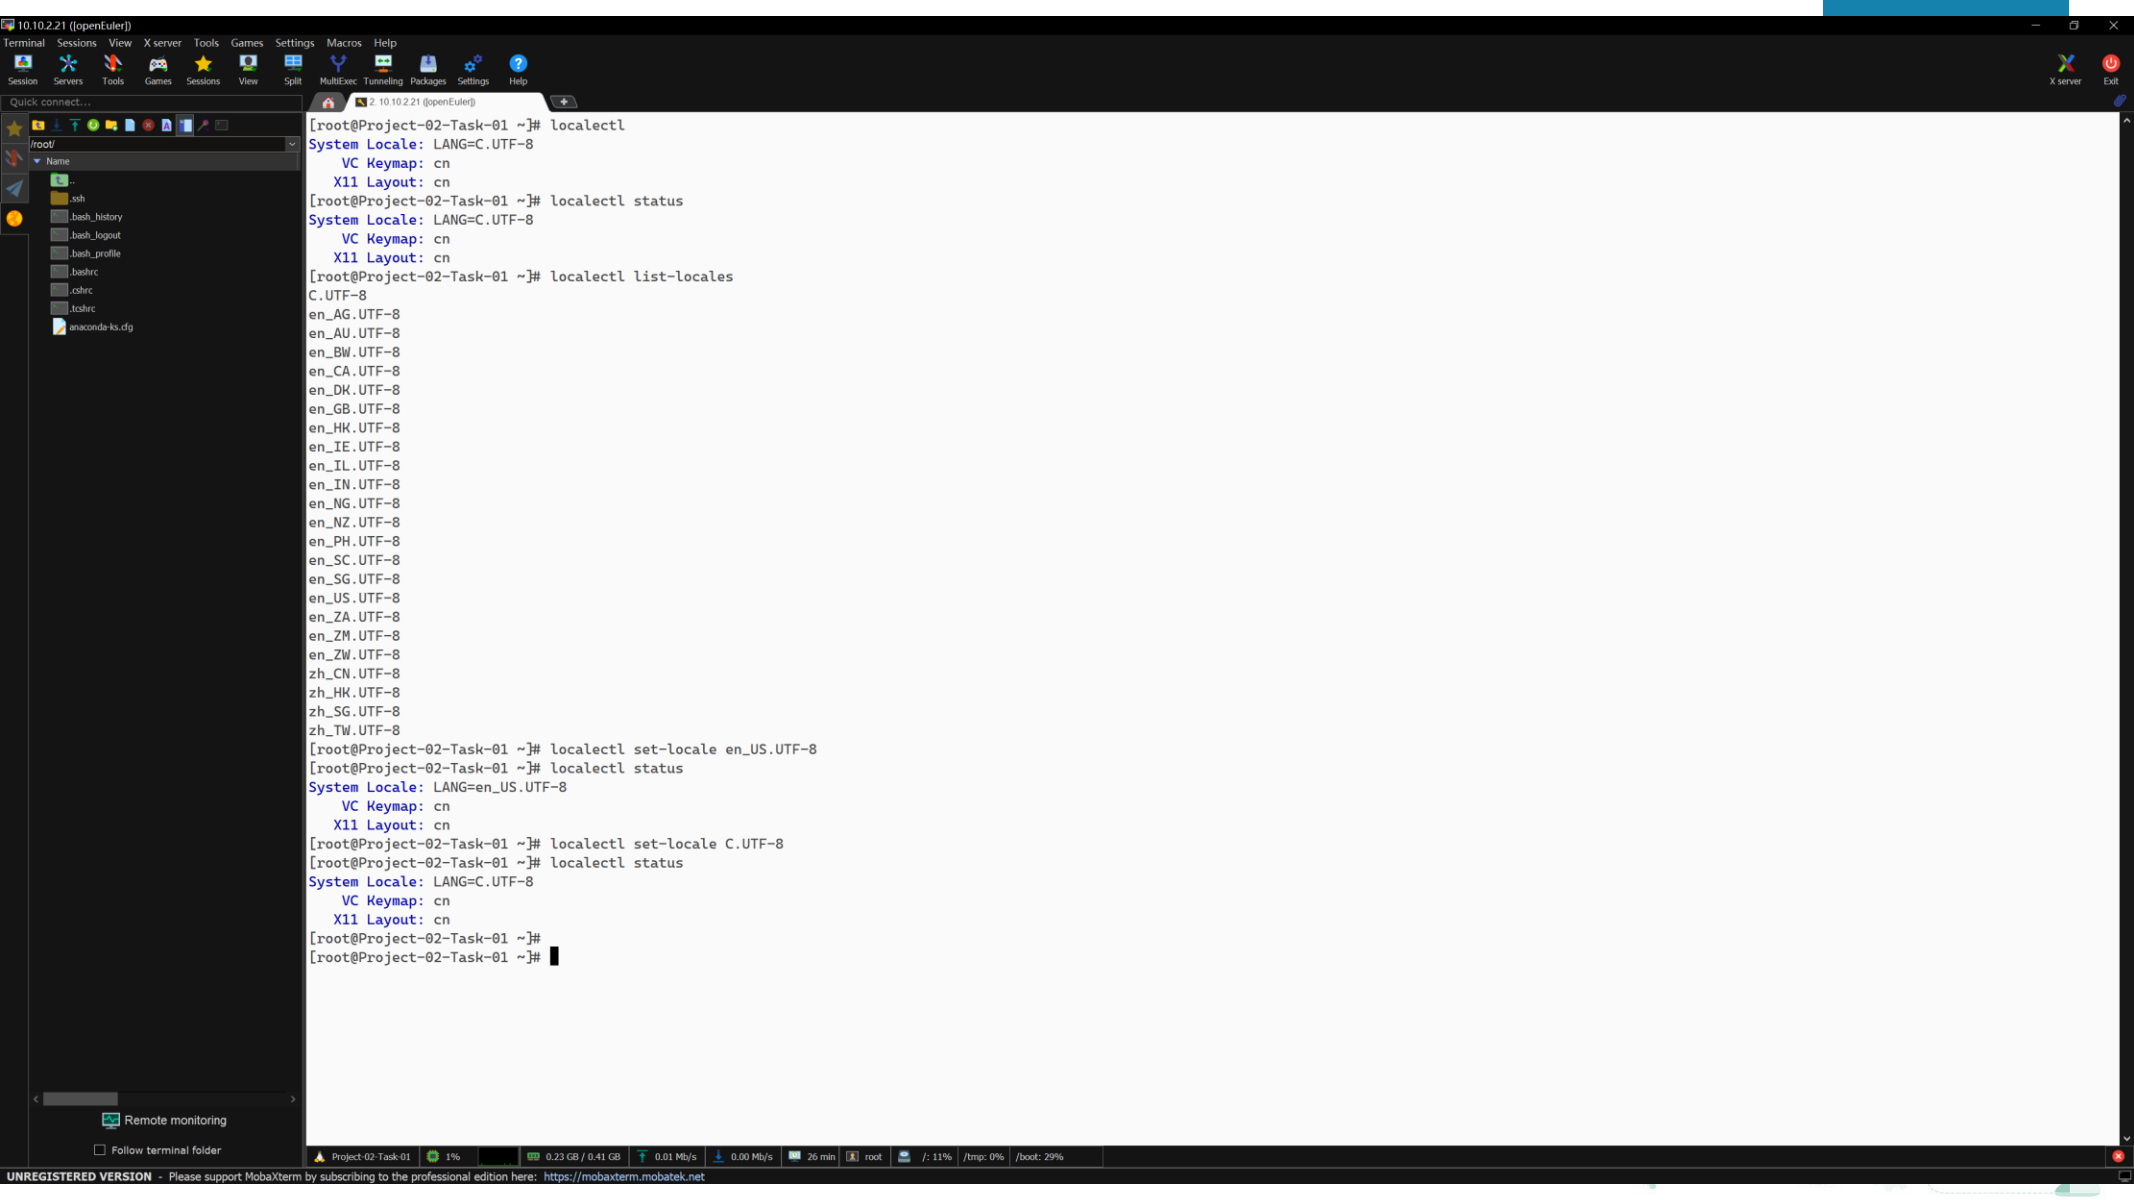 10.10.2.21 ([openEuler])
Terminal Sessions View X server Tools Games Settings Macros Help
Session Servers Tools Games Sessions View Split MultiExec Tunneling Packages Settings Help X server Exit
Quick connect...
2. 10.10.2.21 ([openEuler])
/root/
Name
..
.ssh
.bash_history
.bash_logout
.bash_profile
.bashrc
.cshrc
.tcshrc
anaconda-ks.cfg
Remote monitoring
Follow terminal folder
[root@Project-02-Task-01 ~]# localectl
System Locale: LANG=C.UTF-8
VC Keymap: cn
X11 Layout: cn
[root@Project-02-Task-01 ~]# localectl status
System Locale: LANG=C.UTF-8
VC Keymap: cn
X11 Layout: cn
[root@Project-02-Task-01 ~]# localectl list-locales
C.UTF-8
en_AG.UTF-8
en_AU.UTF-8
en_BW.UTF-8
en_CA.UTF-8
en_DK.UTF-8
en_GB.UTF-8
en_HK.UTF-8
en_IE.UTF-8
en_IL.UTF-8
en_IN.UTF-8
en_NG.UTF-8
en_NZ.UTF-8
en_PH.UTF-8
en_SC.UTF-8
en_SG.UTF-8
en_US.UTF-8
en_ZA.UTF-8
en_ZM.UTF-8
en_ZW.UTF-8
zh_CN.UTF-8
zh_HK.UTF-8
zh_SG.UTF-8
zh_TW.UTF-8
[root@Project-02-Task-01 ~]# localectl set-locale en_US.UTF-8
[root@Project-02-Task-01 ~]# localectl status
System Locale: LANG=en_US.UTF-8
VC Keymap: cn
X11 Layout: cn
[root@Project-02-Task-01 ~]# localectl set-locale C.UTF-8
[root@Project-02-Task-01 ~]# localectl status
System Locale: LANG=C.UTF-8
VC Keymap: cn
X11 Layout: cn
[root@Project-02-Task-01 ~]#
[root@Project-02-Task-01 ~]#
Project-02-Task-01 1% 0.23 GB / 0.41 GB 0.01 Mb/s 0.00 Mb/s 26 min root /: 11% /tmp: 0% /boot: 29%
UNREGISTERED VERSION - Please support MobaXterm by subscribing to the professional edition here: https://mobaxterm.mobatek.net